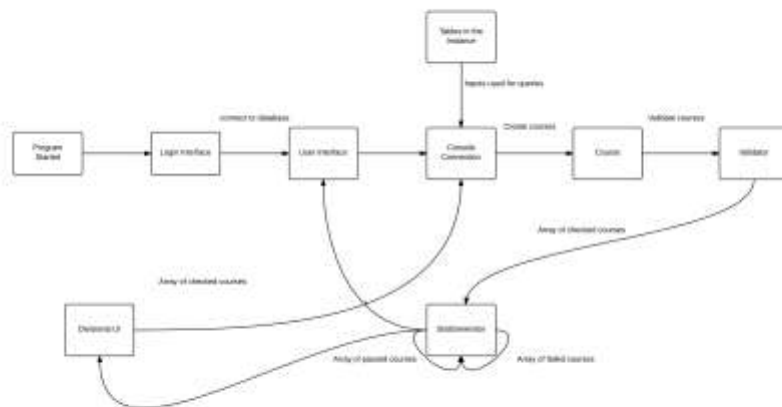 Tables in the
Instance
Inputs used for queries
connect to database
Create courses
Validate courses
Program
Started
Login Interface
User Interface
Console
Connection
Course
Validator
Array of checked courses
Array of checked courses
Array of passed courses
Array of failed courses